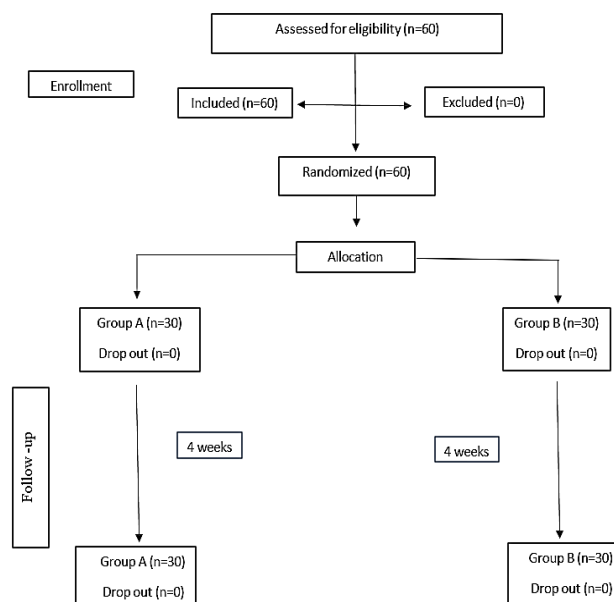 Assessed for eligibility (n=60)
Enrollment
Included (n=60)
Excluded (n=0)
Randomized (n=60)
Allocation
Group A (n=30)
Drop out (n=0)
Group B (n=30)
Drop out (n=0)
Follow -up
4 weeks
4 weeks
Group A (n=30)
Drop out (n=0)
Group B (n=30)
Drop out (n=0)